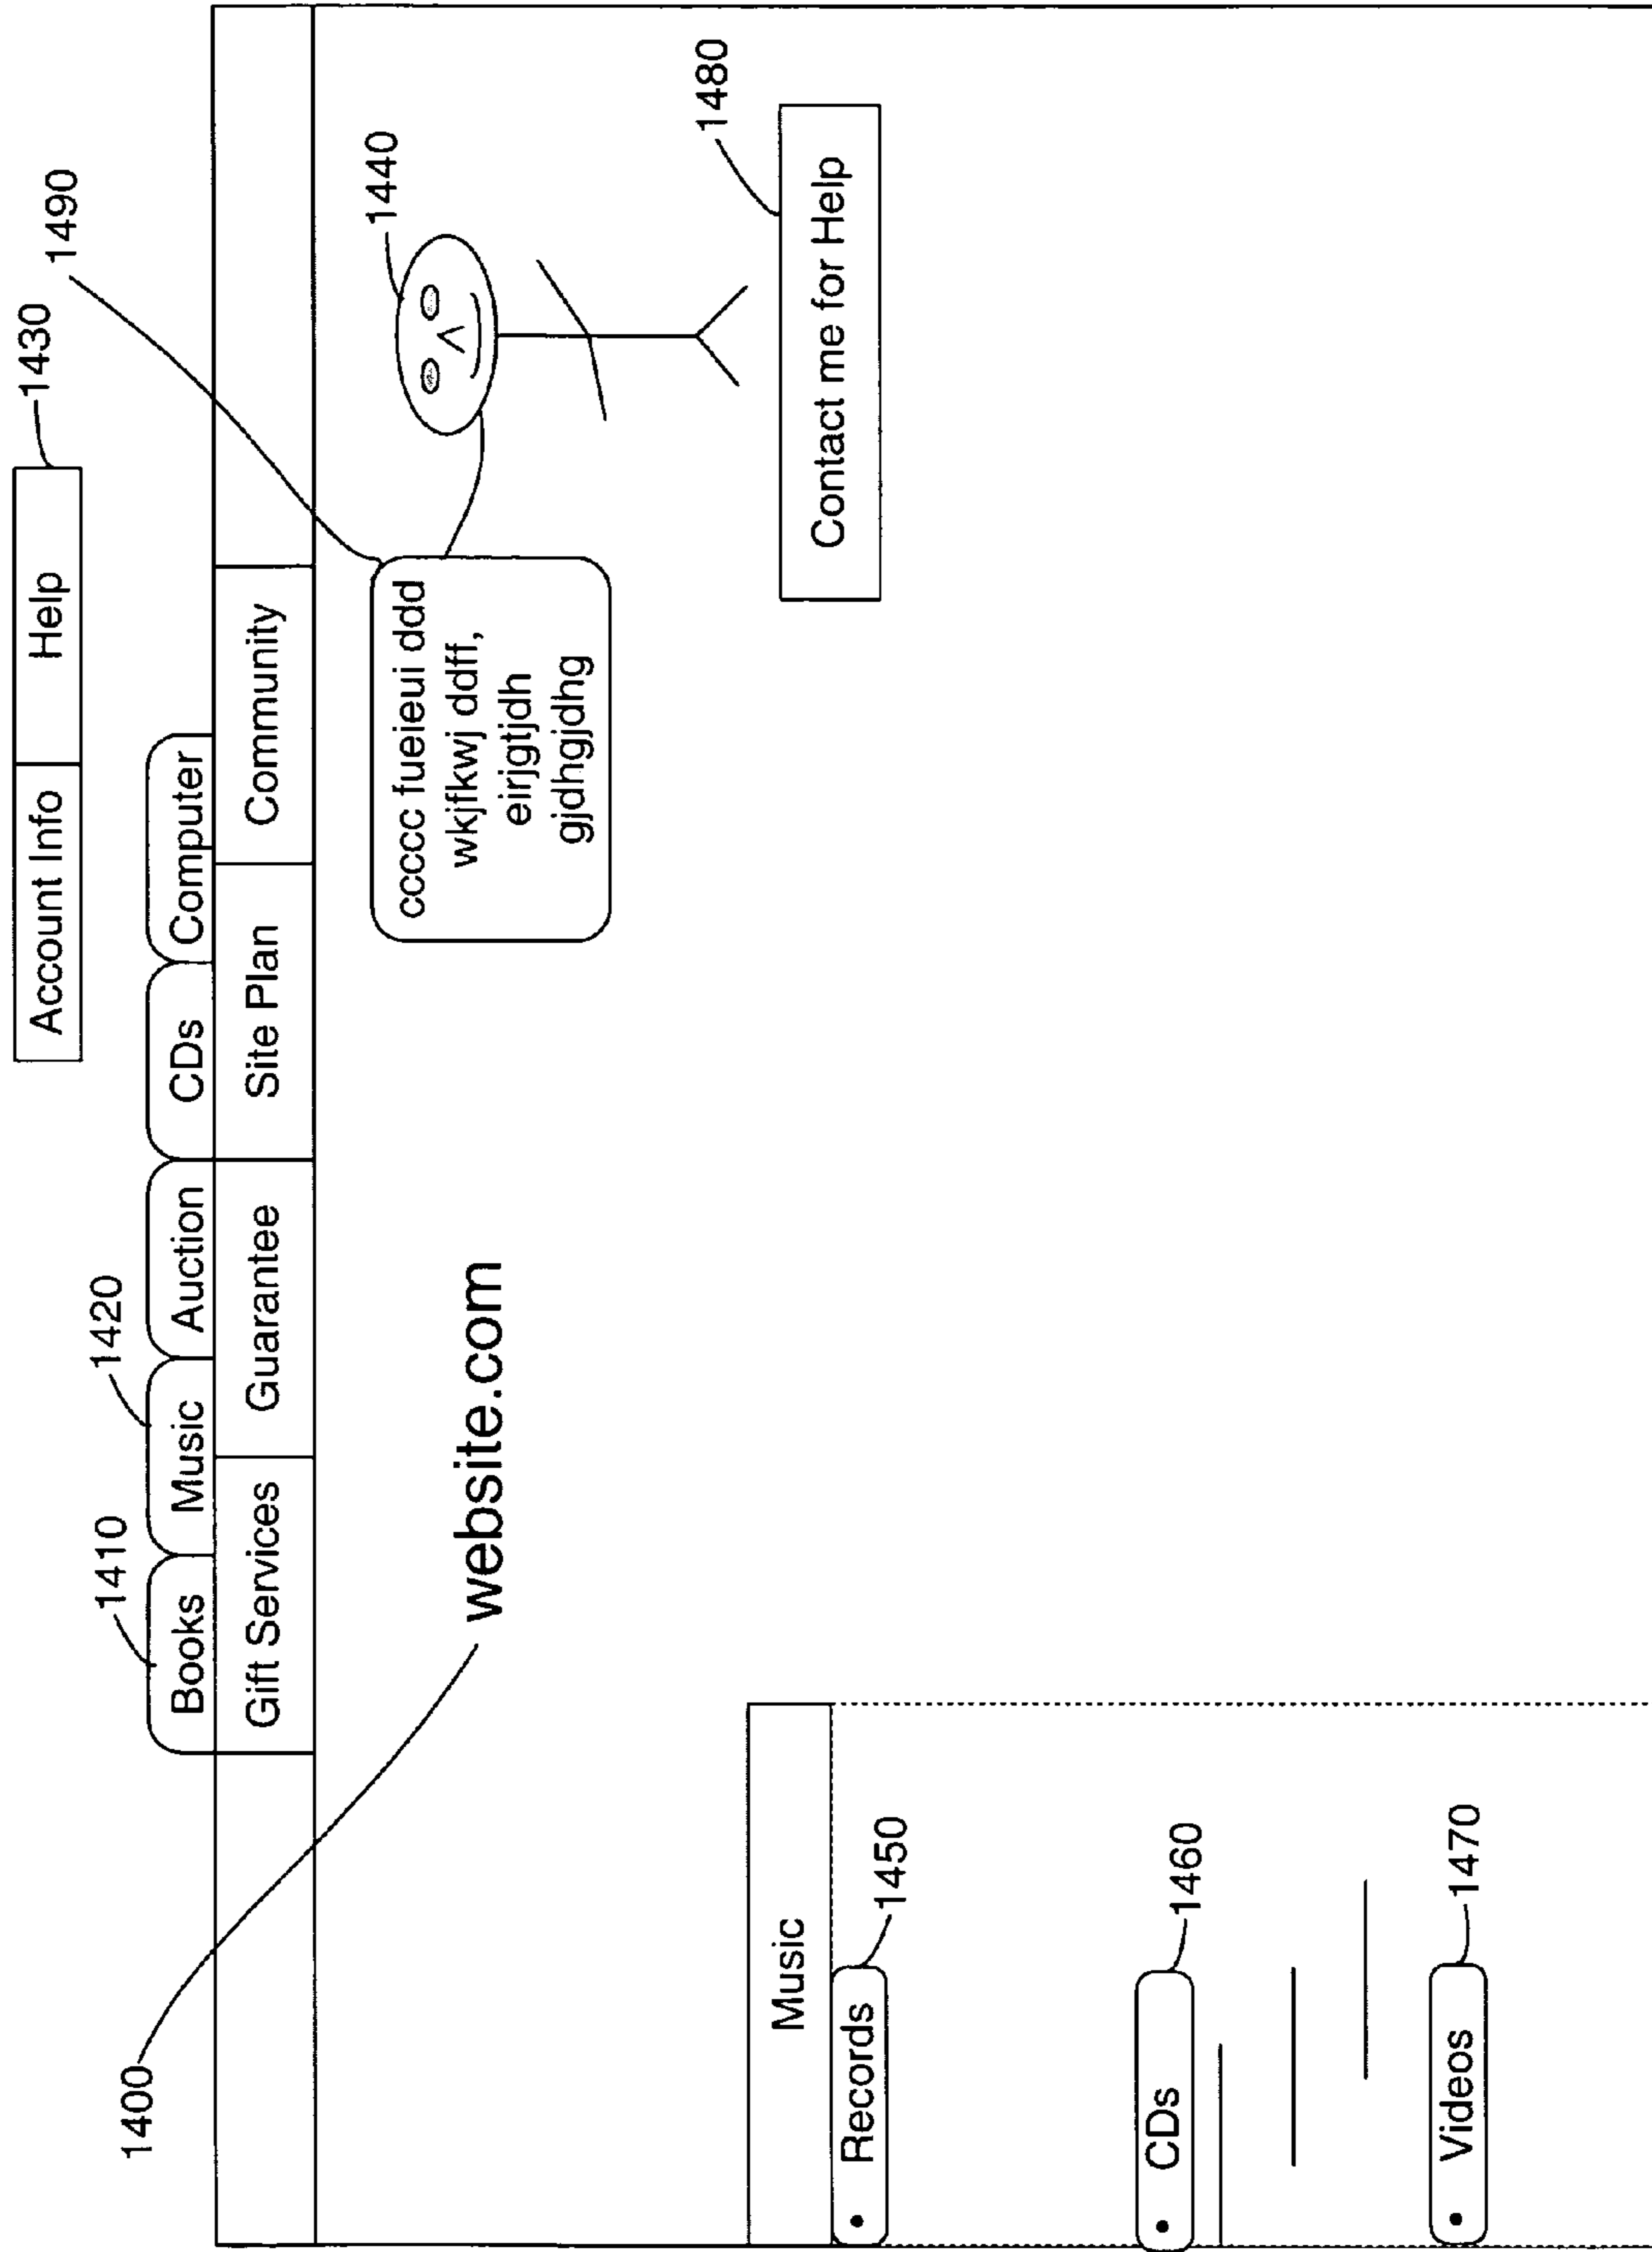 Account Info Help 1430
1490
1410 1420
Books Music Auction CDs Computer
Gift Services Guarantee Site Plan Community
1400
website.com
1440
ccccc fueieui ddd
wkjfkwj ddff,
eirjgtjdh
gjdhgjdhg
1480
Contact me for Help
Music
• Records 1450
• CDs 1460
• Videos 1470